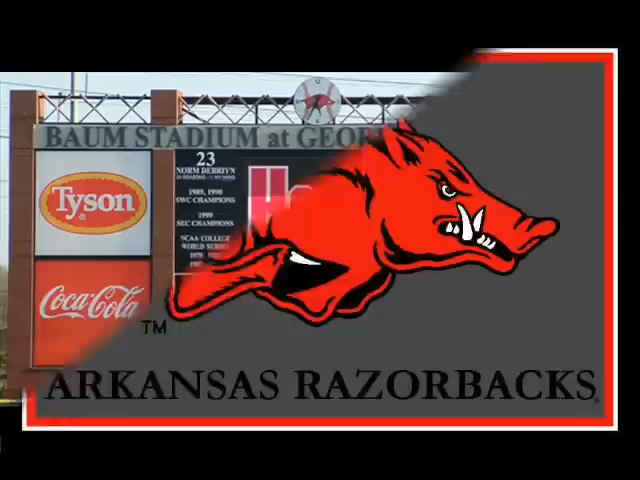 BAUM STADIUM at GEOR
23
NORM DEBRIYN
Tyson
1989, 1990
SWC CHAMPIONS
1999
SEC CHAMPIONS
NCAA COLLEGE
WORLD SERIES
Coca-Cola
TM
ARKANSAS RAZORBACKS